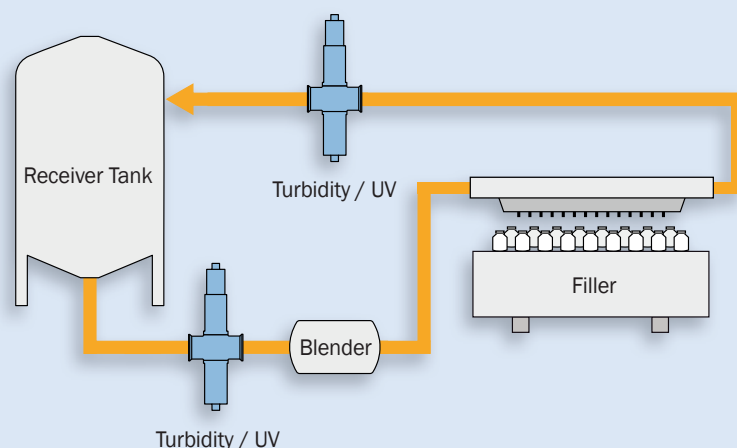 Receiver Tank
Turbidity / UV
Filler
Blender
Turbidity / UV